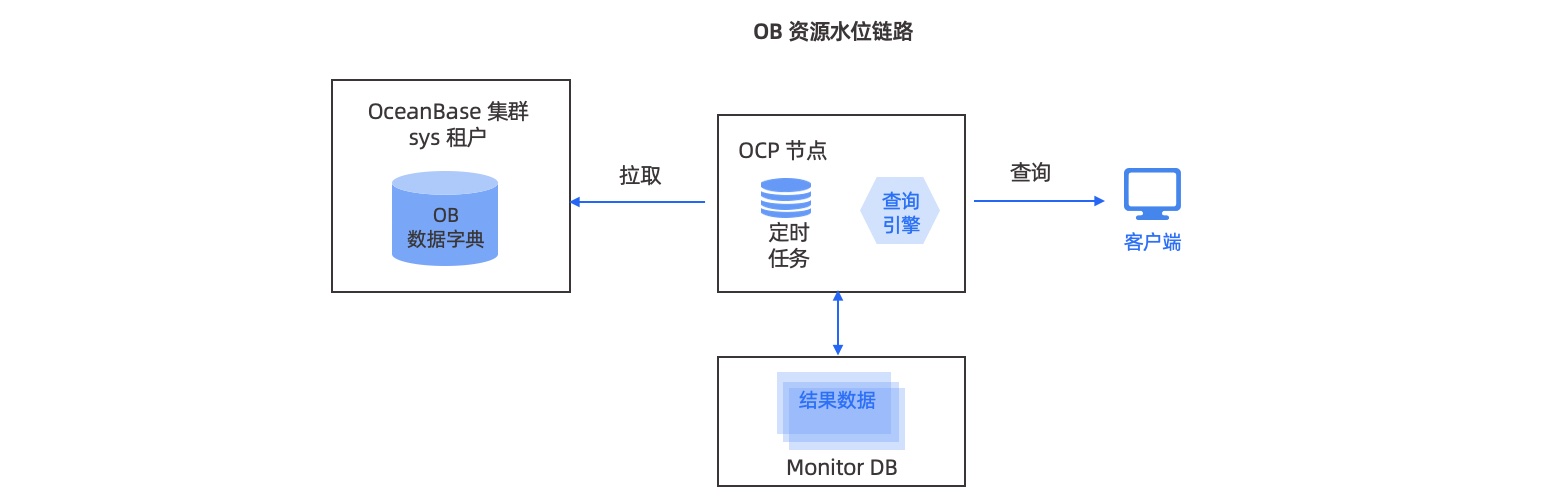 OB 资源水位链路
OceanBase 集群
sys 租户
OB
数据字典
拉取
OCP 节点
定时
任务
查询
引擎
查询
客户端
结果数据
Monitor DB